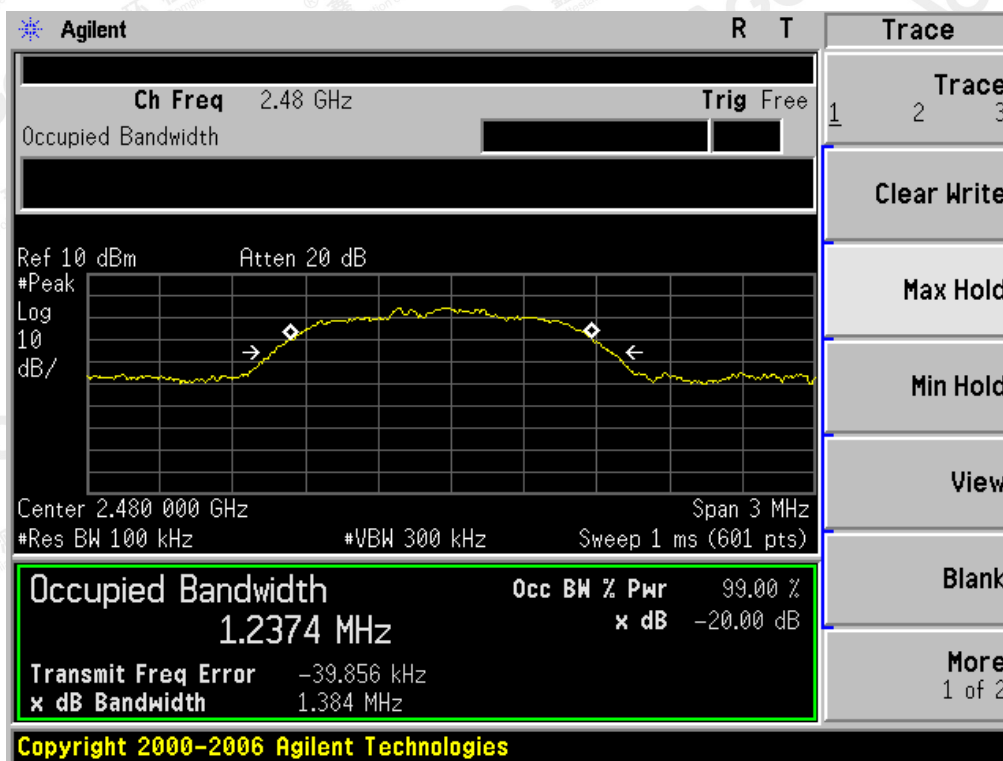 Agilent R T Trace
Ch Freq 2.48 GHz Trig Free
Occupied Bandwidth
Trace
1 2 3
Clear Write
Max Hold
Min Hold
View
Blank
More
1 of 2
Ref 10 dBm Atten 20 dB
#Peak
Log
10
dB/
Center 2.480 000 GHz Span 3 MHz
#Res BW 100 kHz #VBW 300 kHz Sweep 1 ms (601 pts)
Occupied Bandwidth
1.2374 MHz
Occ BW % Pwr 99.00 %
x dB -20.00 dB
Transmit Freq Error -39.856 kHz
x dB Bandwidth 1.384 MHz
Copyright 2000-2006 Agilent Technologies